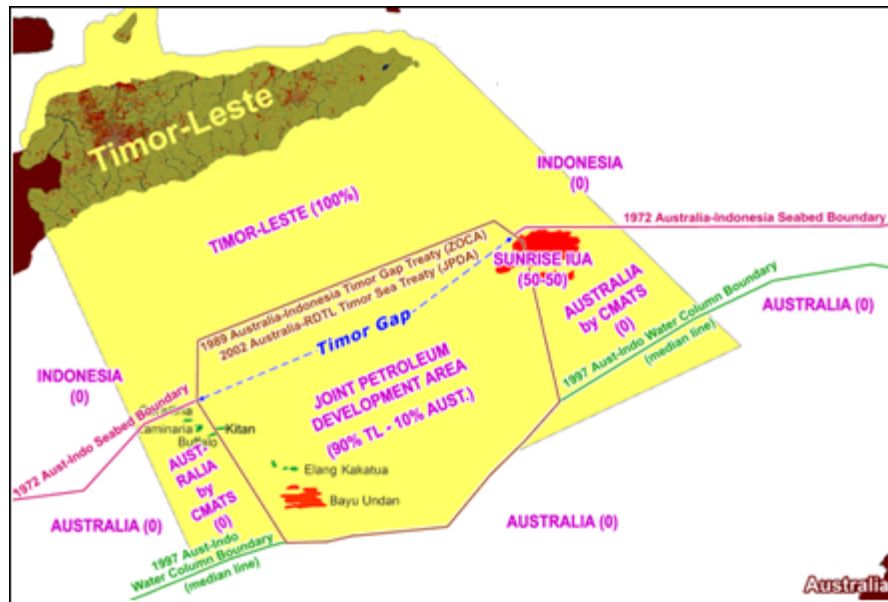 Timor-Leste
INDONESIA
(0)
TIMOR-LESTE (100%)
1972 Australia-Indonesia Seabed Boundary
SUNRISE IUA
(50-50)
1989 Australia-Indonesia Timor Gap Treaty (ZOCA)
2002 Australia-RDTL Timor Sea Treaty (JPDA)
Timor Gap
AUSTRALIA
by CMATS
(0)
1997 Aust-Indo Water Column Boundary
(median line)
AUSTRALIA (0)
INDONESIA
(0)
JOINT PETROLEUM
DEVELOPMENT AREA
(90% TL - 10% AUST.)
1972 Aust-Indo Seabed Boundary
Laminaria
Buffalo
Kitan
AUST-
RALIA
by
CMATS
(0)
Elang Kakatua
Bayu Undan
AUSTRALIA (0)
AUSTRALIA (0)
1997 Aust-Indo
Water Column Boundary
(median line)
Australia